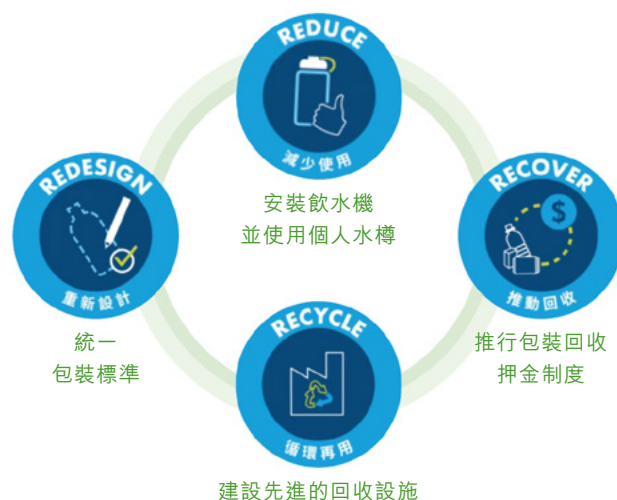 REDUCE
減少使用
安裝飲水機
並使用個人水樽
REDESIGN
重新設計
統一
包裝標準
RECOVER
$
推動回收
推行包裝回收
押金制度
RECYCLE
循環再用
建設先進的回收設施